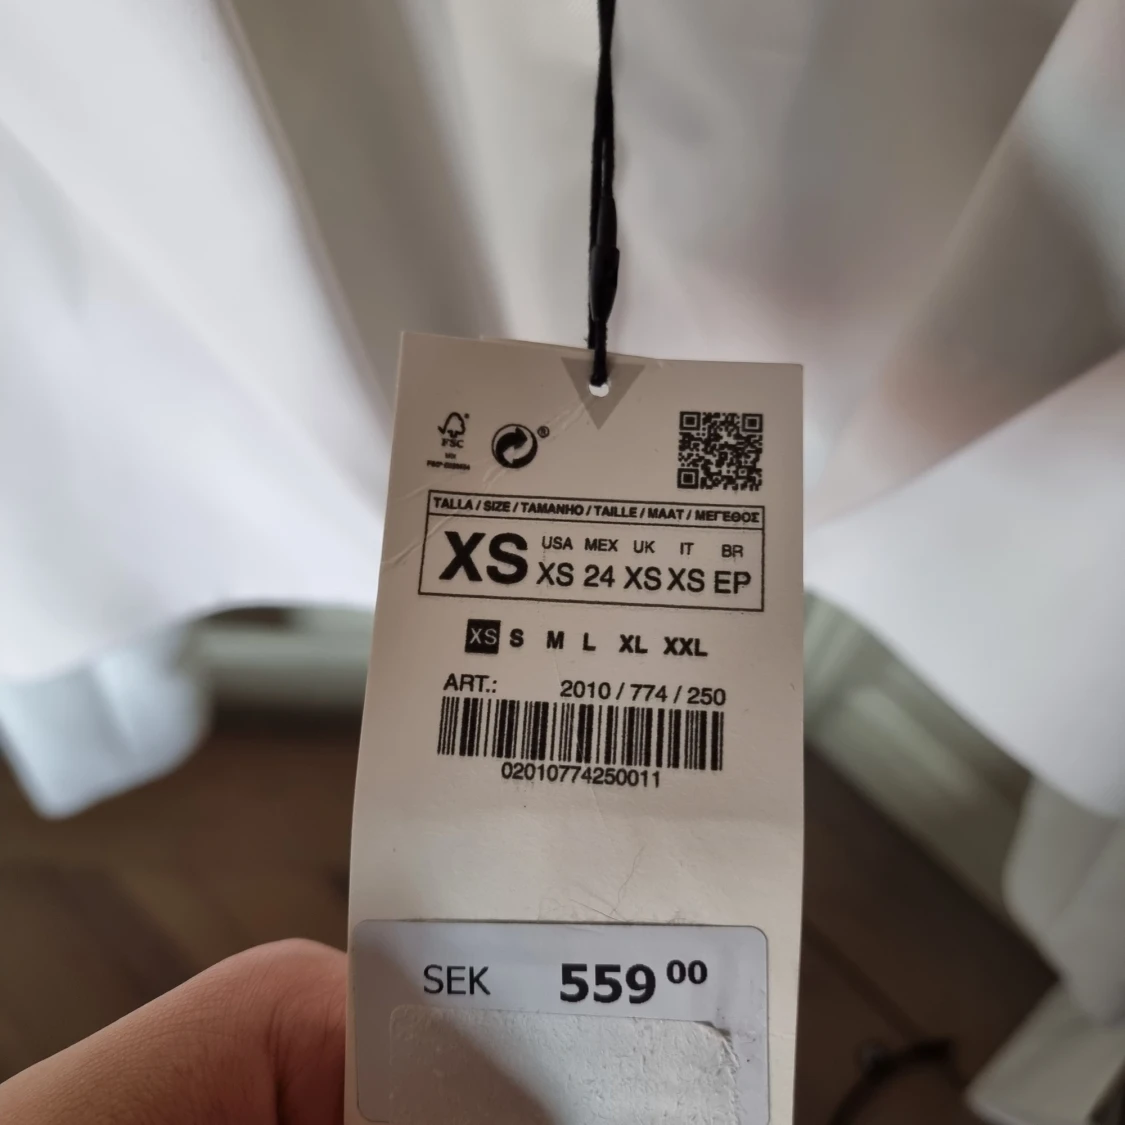 FSC
MIX
TALLA / SIZE / TAMANHO / TAILLE / MAAT / ΜΕΓΕΘΟΣ
XS
USA MEX UK IT BR
XS 24 XS XS EP
XS S M L XL XXL
ART.: 2010 / 774 / 250
02010774250011
SEK 559 00